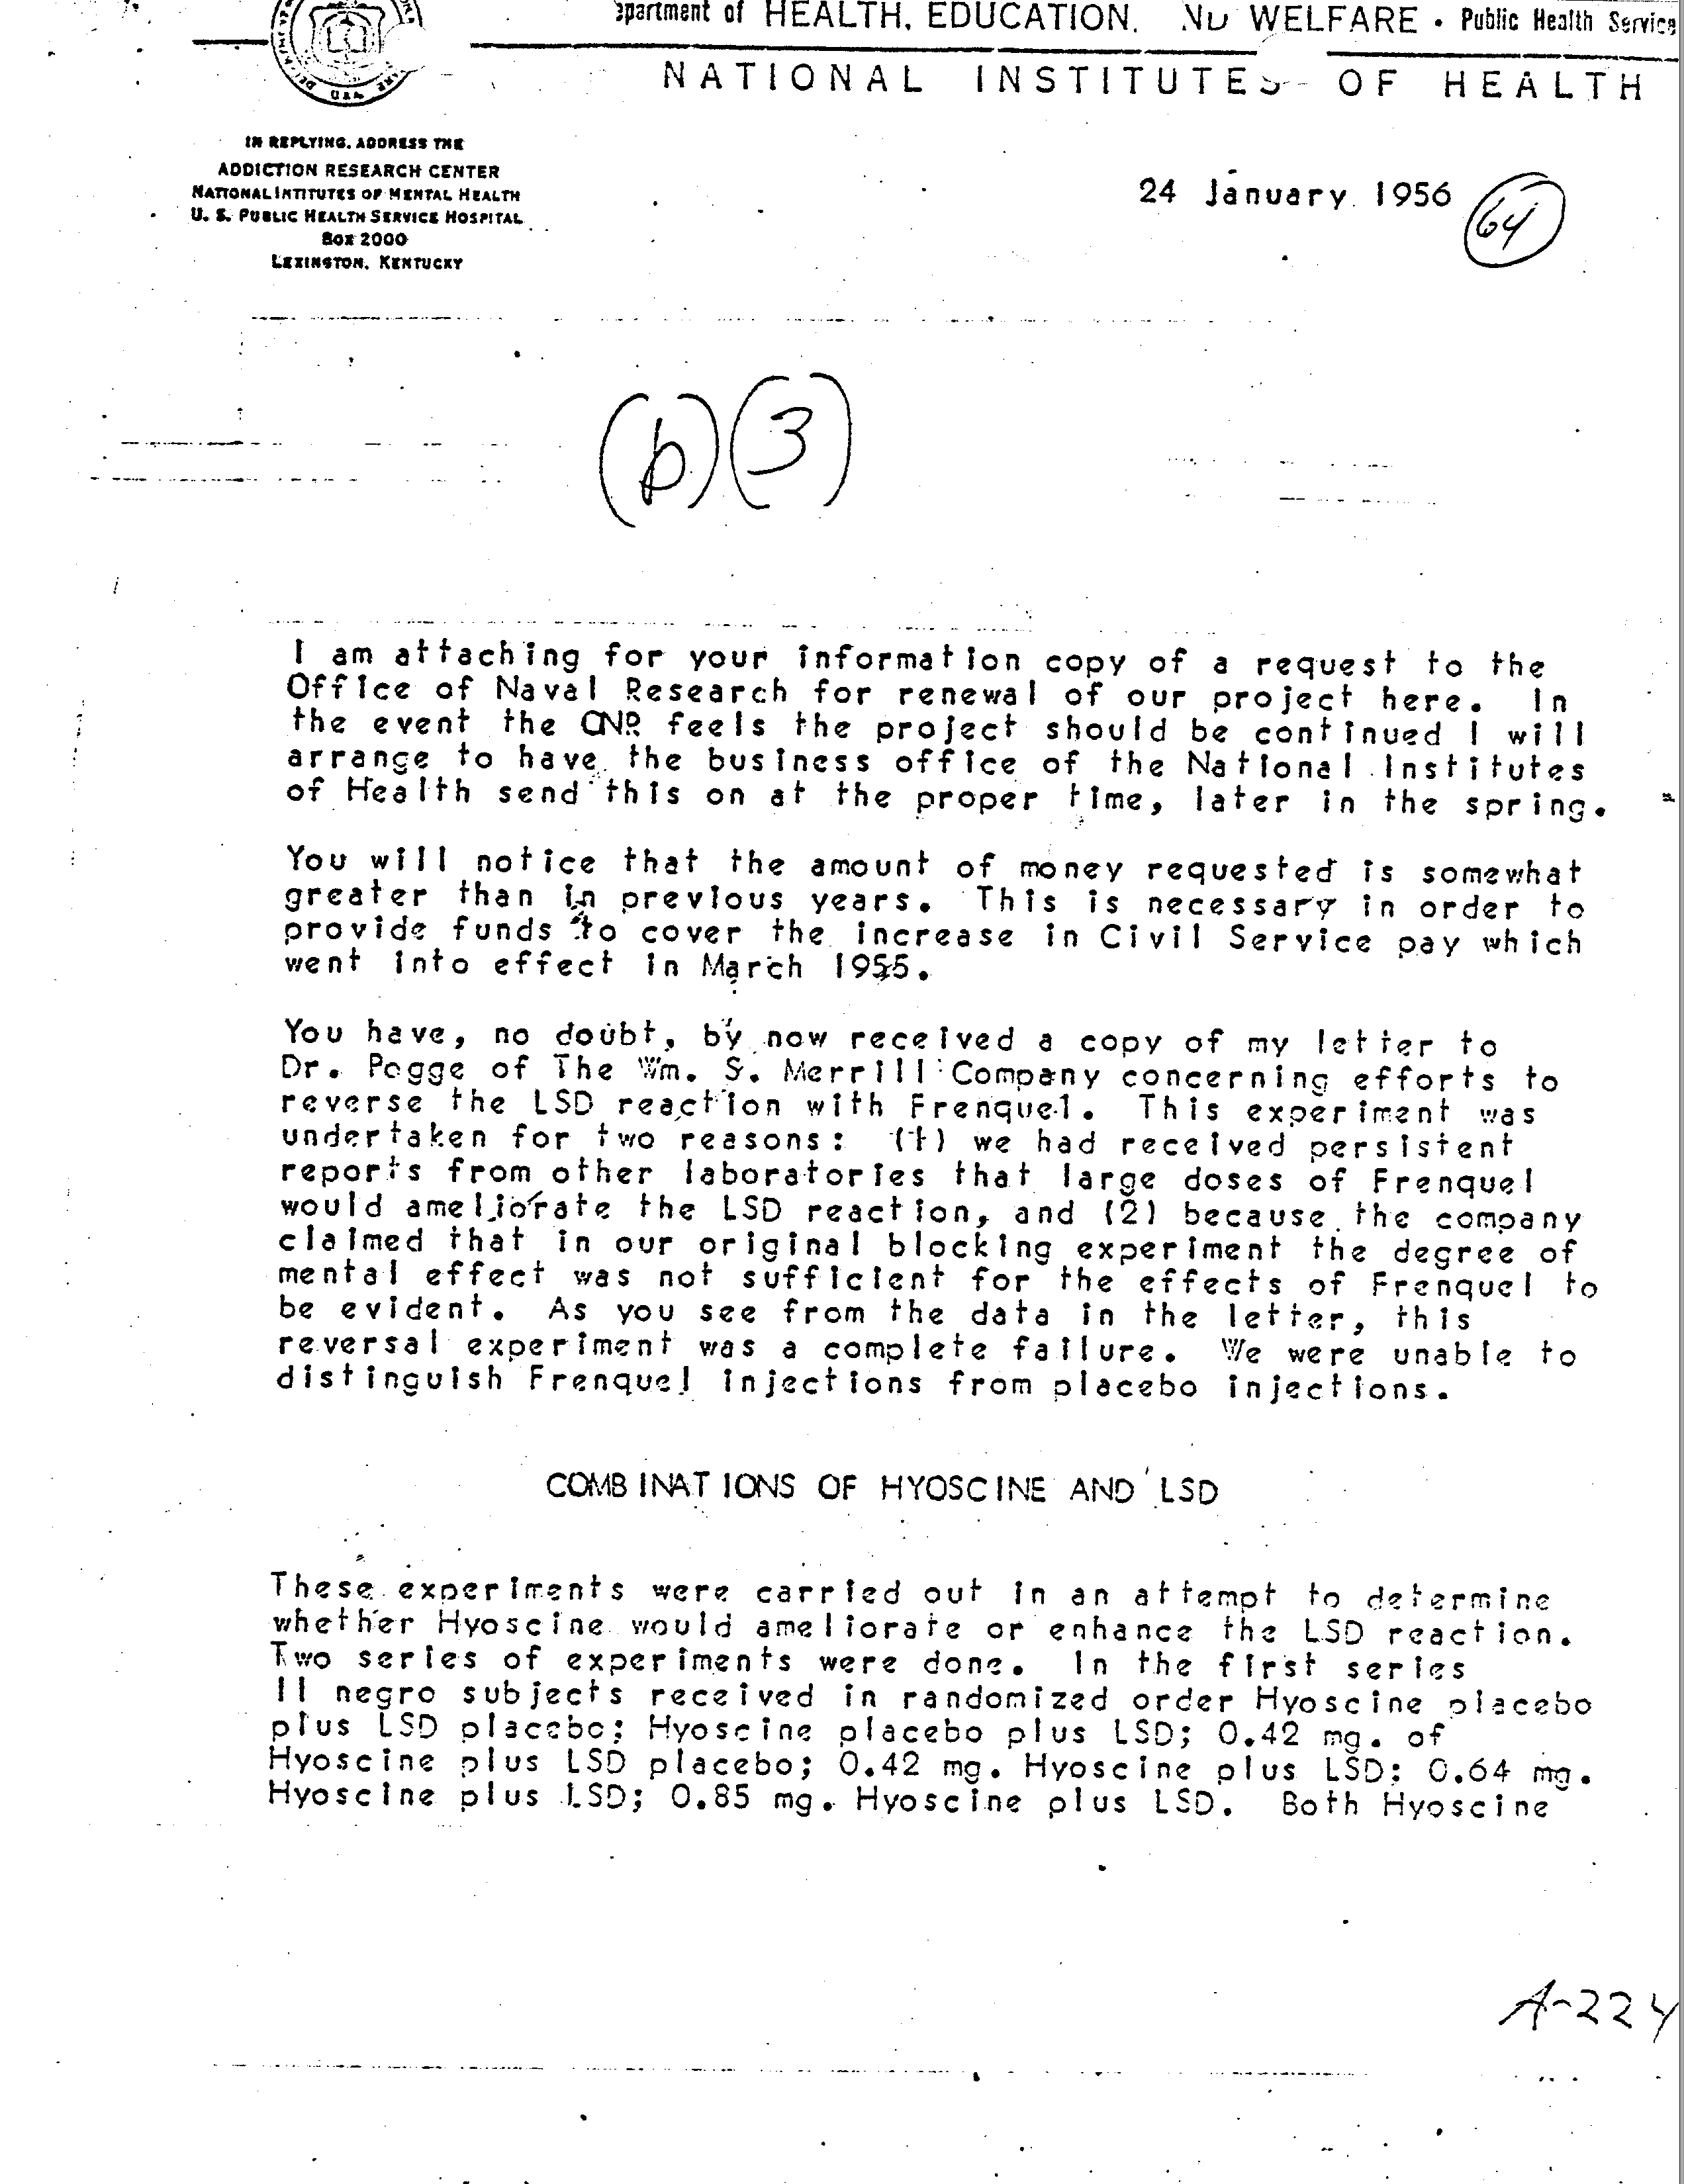 epartment of HEALTH, EDUCATION, ND WELFARE · Public Health Service
NATIONAL INSTITUTES OF HEALTH
IN REPLYING, ADDRESS THE
ADDICTION RESEARCH CENTER
NATIONAL INTITUTES OF MENTAL HEALTH
U. S. PUBLIC HEALTH SERVICE HOSPITAL
BOX 2000
LEXINGTON, KENTUCKY
24 January 1956
64
(b)(3)
I am attaching for your information copy of a request to the
Office of Naval Research for renewal of our project here. In
the event the ONR feels the project should be continued I will
arrange to have the business office of the National Institutes
of Health send this on at the proper time, later in the spring.
You will notice that the amount of money requested is somewhat
greater than in previous years. This is necessary in order to
provide funds to cover the increase in Civil Service pay which
went into effect in March 1955.
You have, no doubt, by now received a copy of my letter to
Dr. Pogge of The Wm. S. Merrill Company concerning efforts to
reverse the LSD reaction with Frenquel. This experiment was
undertaken for two reasons: (1) we had received persistent
reports from other laboratories that large doses of Frenquel
would ameliorate the LSD reaction, and (2) because the company
claimed that in our original blocking experiment the degree of
mental effect was not sufficient for the effects of Frenquel to
be evident. As you see from the data in the letter, this
reversal experiment was a complete failure. We were unable to
distinguish Frenquel injections from placebo injections.
COMBINATIONS OF HYOSCINE AND LSD
These experiments were carried out in an attempt to determine
whether Hyoscine would ameliorate or enhance the LSD reaction.
Two series of experiments were done. In the first series
11 negro subjects received in randomized order Hyoscine placebo
plus LSD placebo; Hyoscine placebo plus LSD; 0.42 mg. of
Hyoscine plus LSD placebo; 0.42 mg. Hyoscine plus LSD; 0.64 mg.
Hyoscine plus LSD; 0.85 mg. Hyoscine plus LSD. Both Hyoscine
A-224